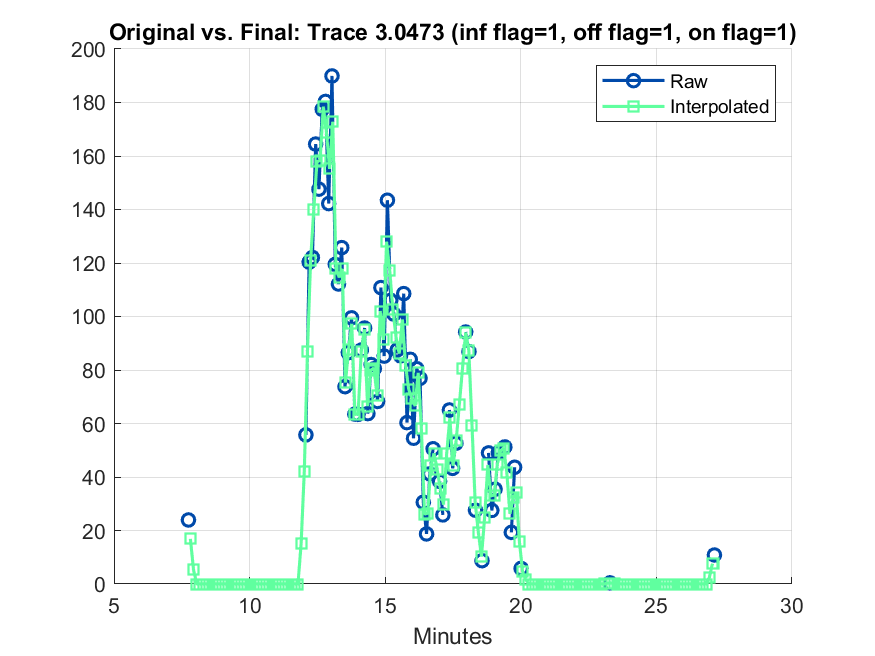 Original vs. Final: Trace 3.0473 (inf flag=1, off flag=1, on flag=1)
200
180
160
140
120
100
80
60
40
20
0
Raw
Interpolated
5 10 15 20 25 30
Minutes